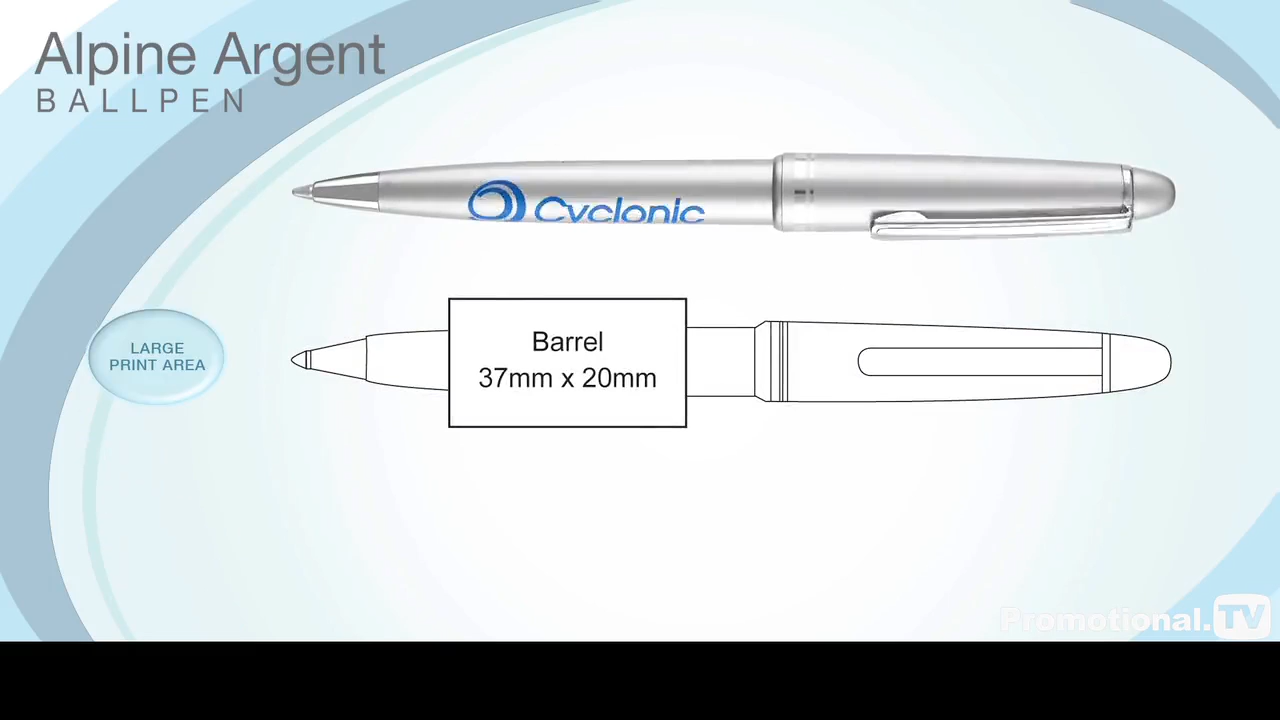 Alpine Argent
BALLPEN
Cyclonic
LARGE
PRINT AREA
Barrel
37mm x 20mm
Promotional.TV